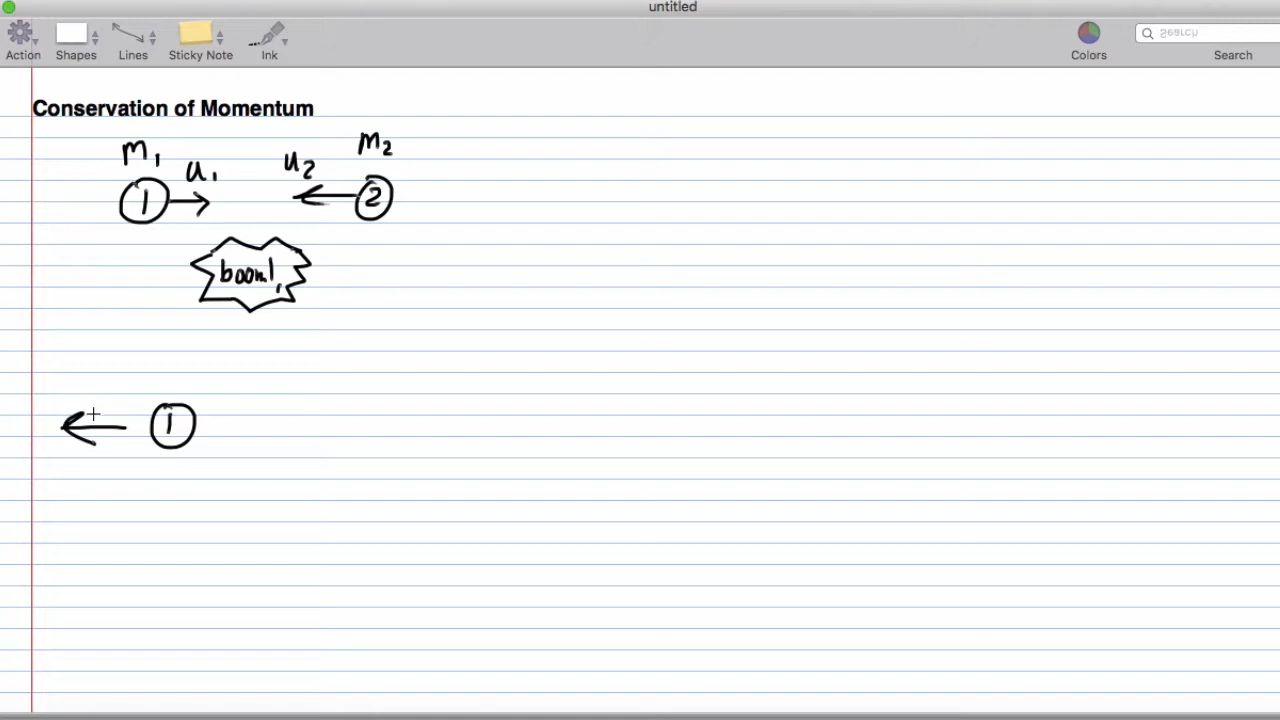 untitled
Action Shapes Lines Sticky Note Ink Colors Search
Search
Conservation of Momentum
m₁ m₂
u₁ u₂
1 2
boom!
1